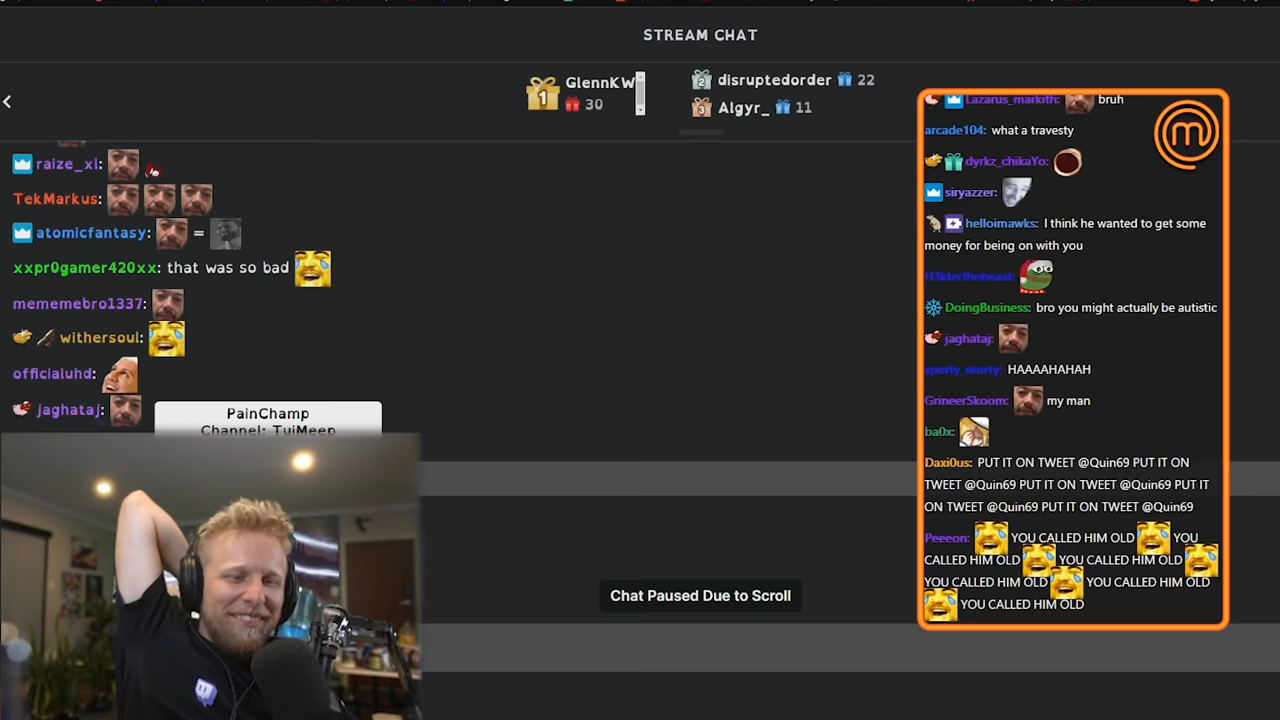 STREAM CHAT
1 GlennKW
30
2 disruptedorder 22
3 Algyr_ 11
raize_xl:
TekMarkus:
atomicfantasy: =
xxpr0gamer420xx: that was so bad
mememebro1337:
withersoul:
officialuhd:
jaghataj:
PainChamp
Channel: TuiMeep
Chat Paused Due to Scroll
Lazarus_markoth: bruh
arcade104: what a travesty
dyrkz_chikaYo:
siryazzer:
helloimawks: I think he wanted to get some
money for being on with you
H3kterthebeast:
DoingBusiness: bro you might actually be autistic
jaghataj:
sporty_morty: HAAAAHAHAH
GrineerSkoom: my man
ba0x:
Daxi0us: PUT IT ON TWEET @Quin69 PUT IT ON
TWEET @Quin69 PUT IT ON TWEET @Quin69 PUT IT
ON TWEET @Quin69 PUT IT ON TWEET @Quin69
Peeeon: YOU CALLED HIM OLD YOU
CALLED HIM OLD YOU CALLED HIM OLD
YOU CALLED HIM OLD YOU CALLED HIM OLD
YOU CALLED HIM OLD